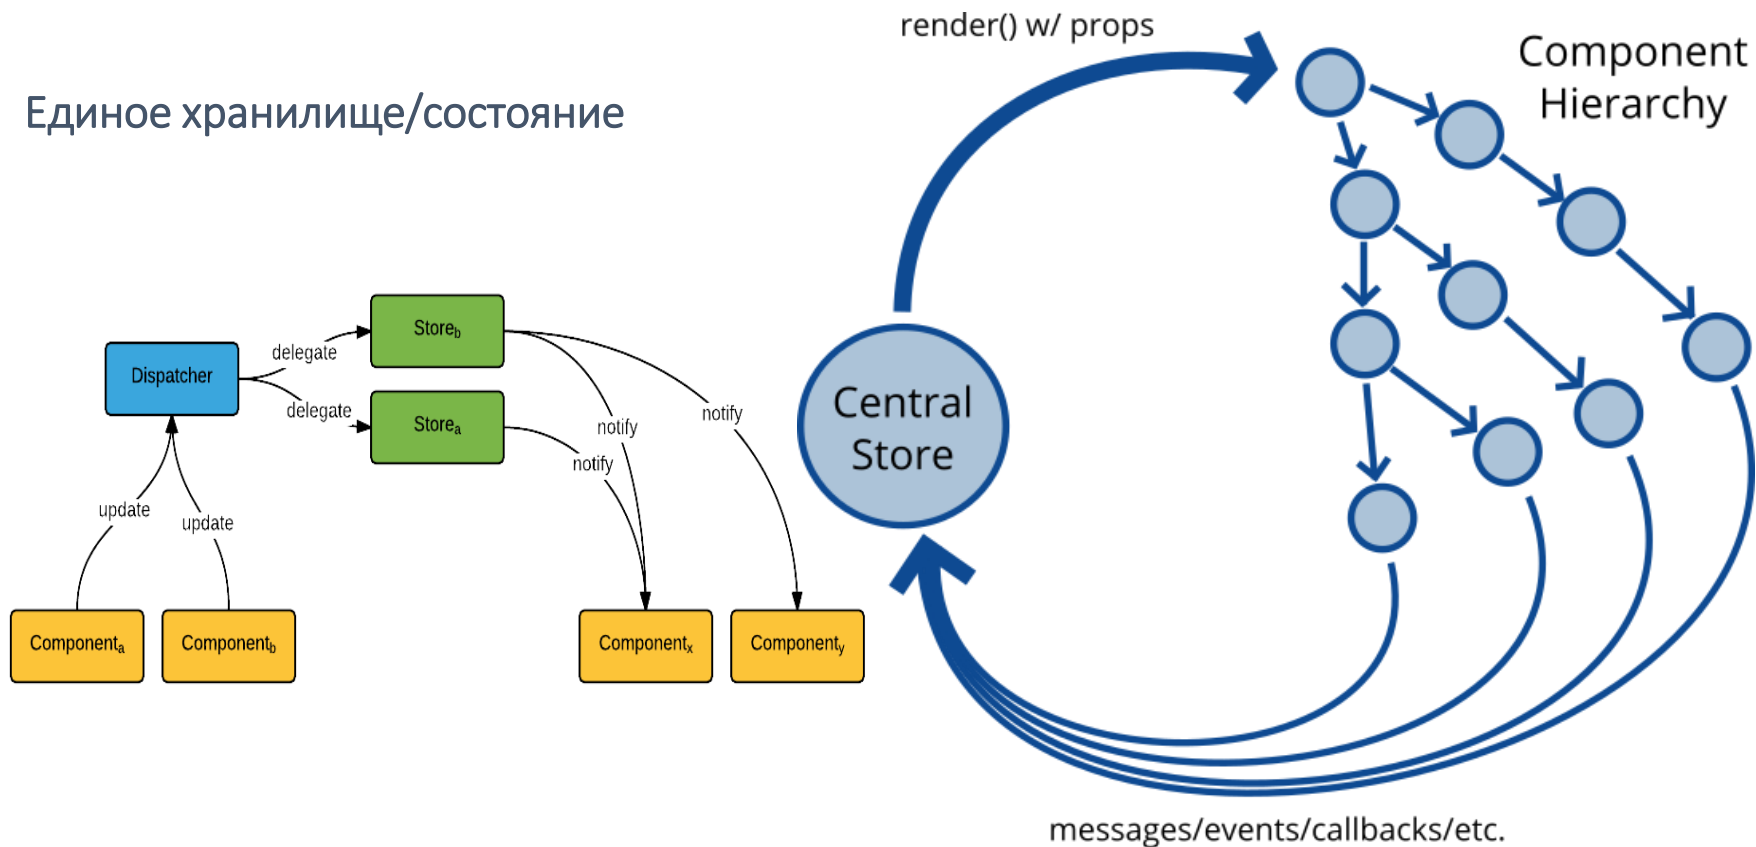 Единое хранилище/состояние
render() w/ props
Component
Hierarchy
Central
Store
messages/events/callbacks/etc.
Storeb
Storea
Dispatcher
delegate
delegate
notify
notify
notify
update
update
Componenta
Componentb
Componentx
Componenty